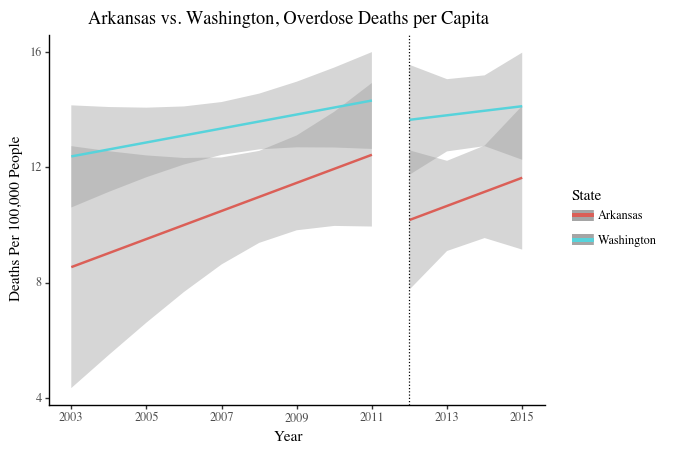 Arkansas vs. Washington, Overdose Deaths per Capita
Deaths Per 100,000 People
16
12
8
4
2003 2005 2007 2009 2011 2013 2015
Year
State
Arkansas
Washington